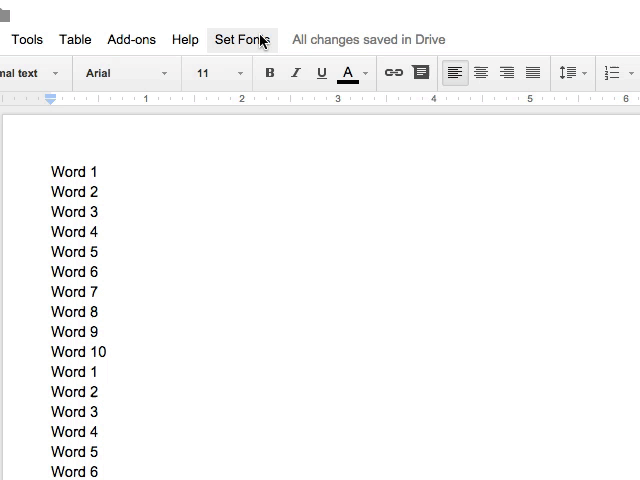 Tools Table Add-ons Help Set Fonts All changes saved in Drive
mal text Arial 11 B I U A
1 2 3 4 5 6
Word 1
Word 2
Word 3
Word 4
Word 5
Word 6
Word 7
Word 8
Word 9
Word 10
Word 1
Word 2
Word 3
Word 4
Word 5
Word 6